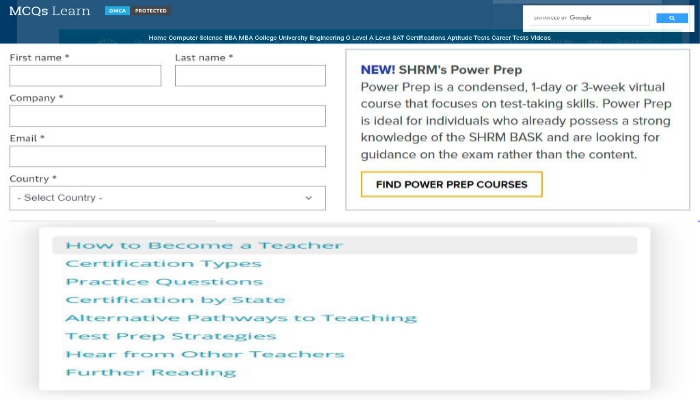 MCQs Learn
DMCA PROTECTED
ENHANCED BY Google
Home Computer Science BBA MBA College University Engineering O Level A Level SAT Certifications Aptitude Tests Career Tests Videos
First name * Last name *
Company *
Email *
Country *
- Select Country -
NEW! SHRM's Power Prep
Power Prep is a condensed, 1-day or 3-week virtual
course that focuses on test-taking skills. Power Prep
is ideal for individuals who already possess a strong
knowledge of the SHRM BASK and are looking for
guidance on the exam rather than the content.
FIND POWER PREP COURSES
How to Become a Teacher
Certification Types
Practice Questions
Certification by State
Alternative Pathways to Teaching
Test Prep Strategies
Hear from Other Teachers
Further Reading